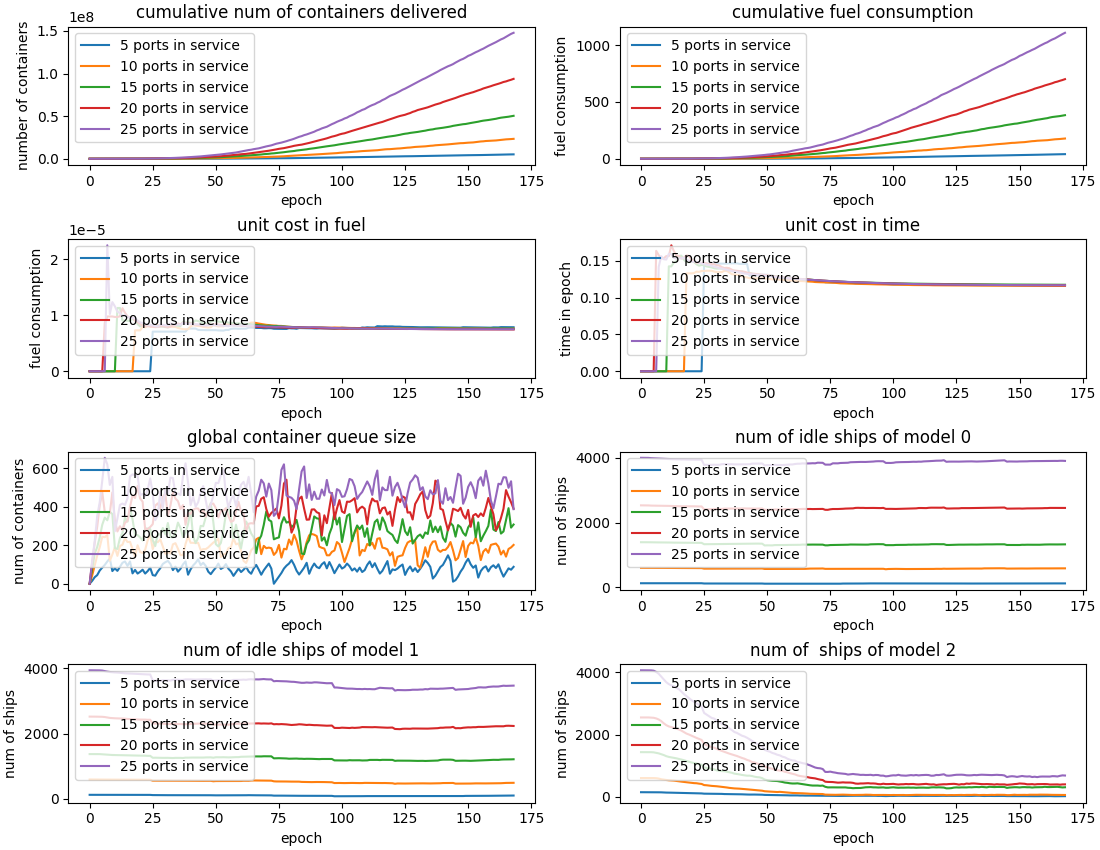 cumulative num of containers delivered
1e8
number of containers
1.5
1.0
0.5
0.0
5 ports in service
10 ports in service
15 ports in service
20 ports in service
25 ports in service
0 25 50 75 100 125 150 175
epoch
cumulative fuel consumption
fuel consumption
1000
500
0
5 ports in service
10 ports in service
15 ports in service
20 ports in service
25 ports in service
0 25 50 75 100 125 150 175
epoch
unit cost in fuel
1e−5
fuel consumption
2
1
0
5 ports in service
10 ports in service
15 ports in service
20 ports in service
25 ports in service
0 25 50 75 100 125 150 175
epoch
unit cost in time
time in epoch
0.15
0.10
0.05
0.00
5 ports in service
10 ports in service
15 ports in service
20 ports in service
25 ports in service
0 25 50 75 100 125 150 175
epoch
global container queue size
num of containers
600
400
200
0
5 ports in service
10 ports in service
15 ports in service
20 ports in service
25 ports in service
0 25 50 75 100 125 150 175
epoch
num of idle ships of model 0
num of ships
4000
2000
0
5 ports in service
10 ports in service
15 ports in service
20 ports in service
25 ports in service
0 25 50 75 100 125 150 175
epoch
num of idle ships of model 1
num of ships
4000
2000
0
5 ports in service
10 ports in service
15 ports in service
20 ports in service
25 ports in service
0 25 50 75 100 125 150 175
epoch
num of  ships of model 2
num of ships
4000
2000
0
5 ports in service
10 ports in service
15 ports in service
20 ports in service
25 ports in service
0 25 50 75 100 125 150 175
epoch